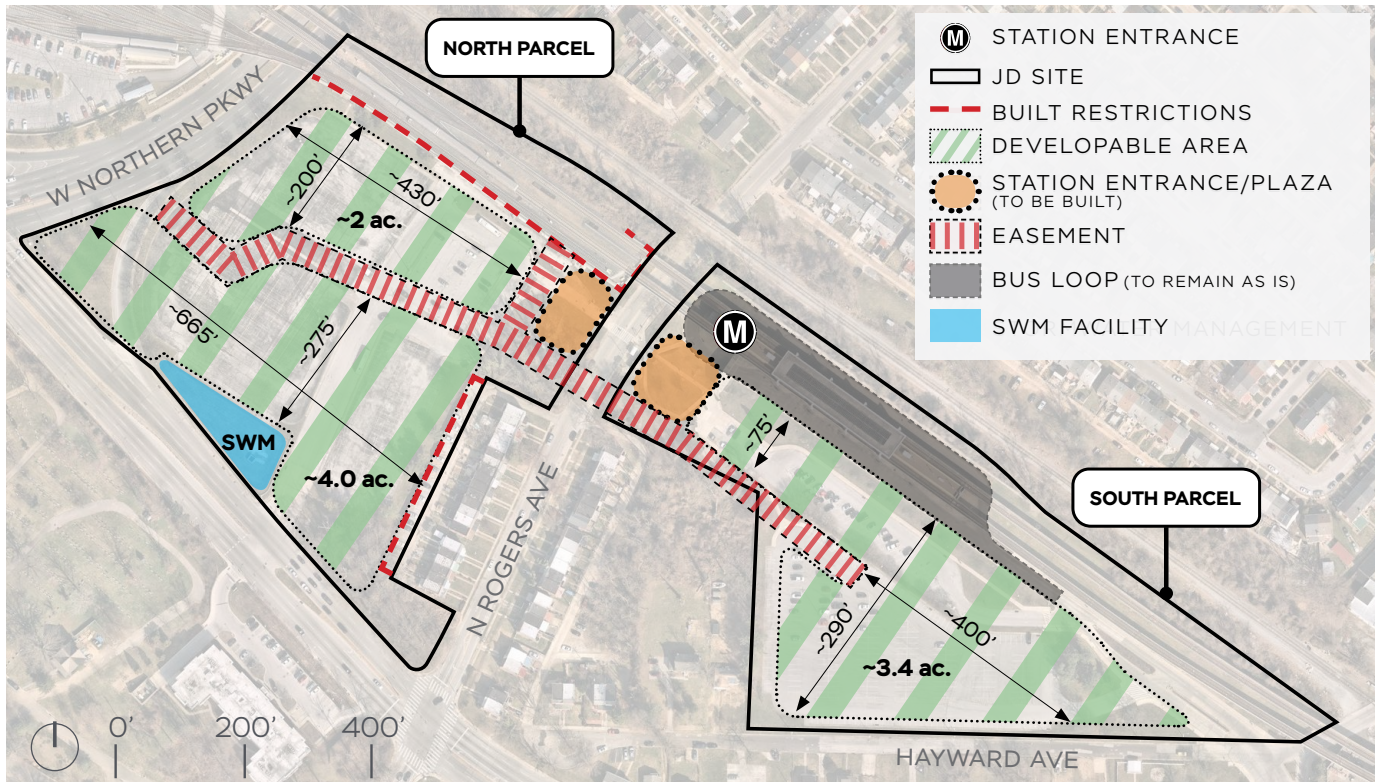 NORTH PARCEL
W NORTHERN PKWY
~200’
~430’
~2 ac.
~665’
~275’
SWM
~4.0 ac.
N ROGERS AVE
M
~75’
SOUTH PARCEL
~290’
~400’
~3.4 ac.
HAYWARD AVE
0’ 200’ 400’
M STATION ENTRANCE
JD SITE
BUILT RESTRICTIONS
DEVELOPABLE AREA
STATION ENTRANCE/PLAZA
(TO BE BUILT)
EASEMENT
BUS LOOP (TO REMAIN AS IS)
SWM FACILITY MANAGEMENT